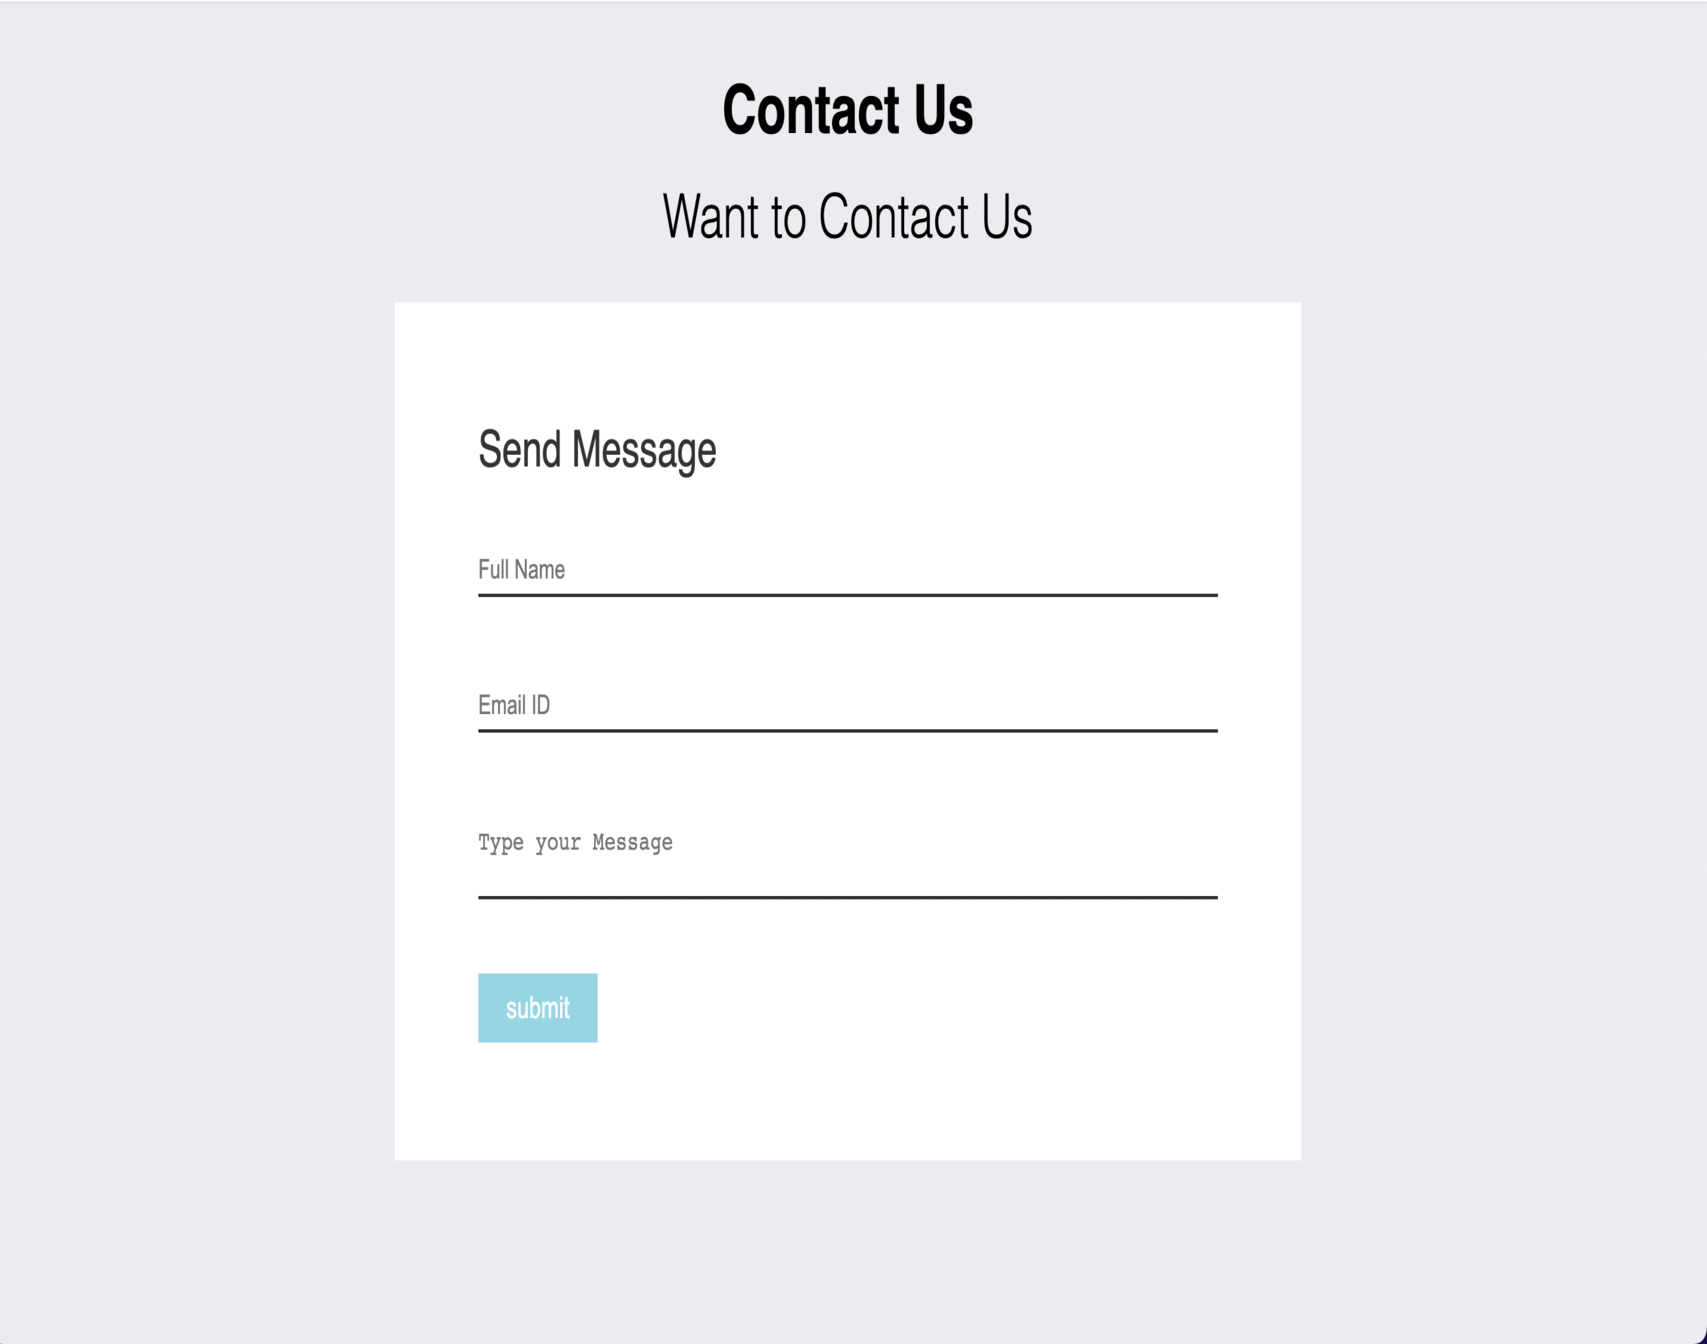 Contact Us
Want to Contact Us
Send Message
Full Name
Email ID
Type your Message
submit